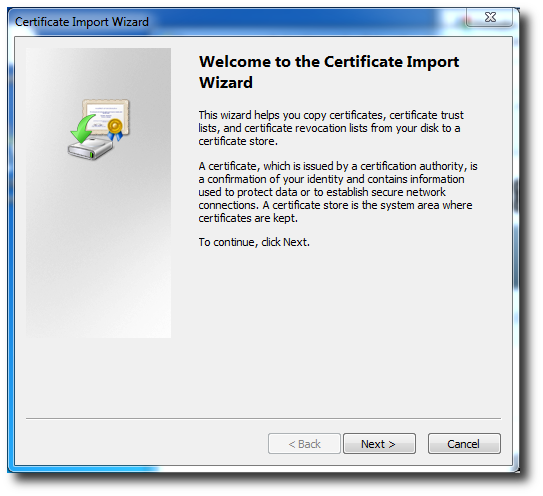 Certificate Import Wizard
Welcome to the Certificate Import
Wizard
This wizard helps you copy certificates, certificate trust
lists, and certificate revocation lists from your disk to a
certificate store.
A certificate, which is issued by a certification authority, is
a confirmation of your identity and contains information
used to protect data or to establish secure network
connections. A certificate store is the system area where
certificates are kept.
To continue, click Next.
< Back
Next >
Cancel